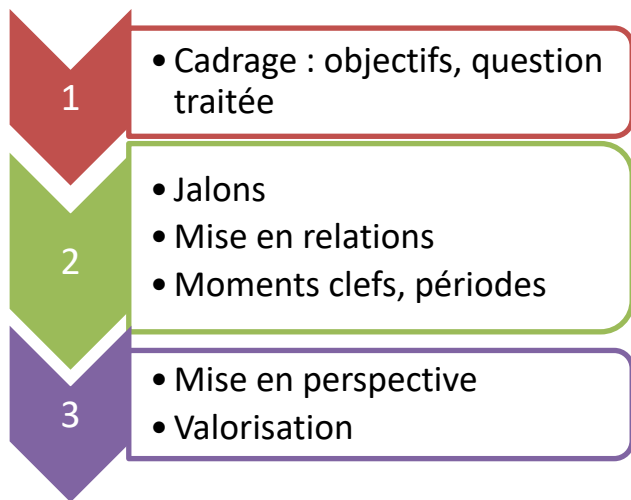 1
• Cadrage : objectifs, question
traitée
2
• Jalons
• Mise en relations
• Moments clefs, périodes
3
• Mise en perspective
• Valorisation